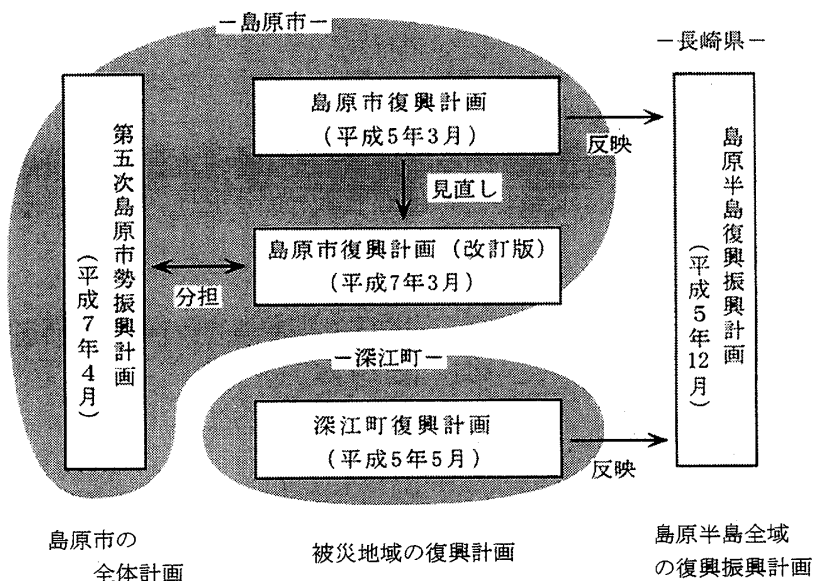 －島原市－
－長崎県－
第五次島原市勢振興計画
(平成7年4月)
島原市復興計画
(平成5年3月)
反映
見直し
島原市復興計画（改訂版）
(平成7年3月)
分担
－深江町－
深江町復興計画
(平成5年5月)
反映
島原半島復興振興計画
(平成5年12月)
島原市の
全体計画
被災地域の復興計画
島原半島全域
の復興振興計画